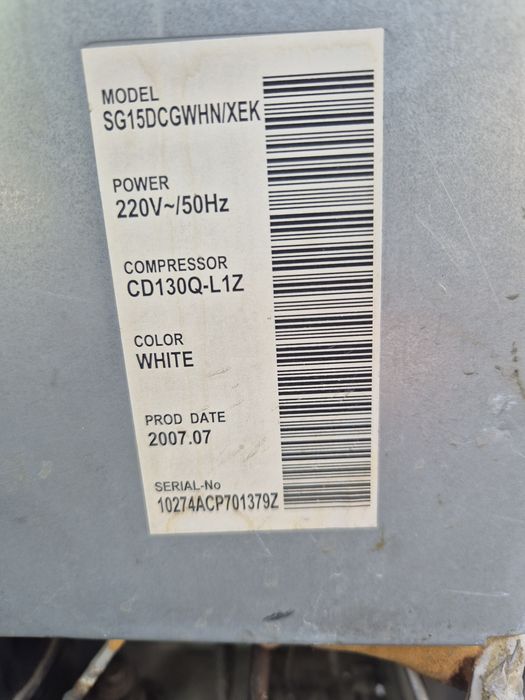 MODEL
SG15DCGWHN/XEK
POWER
220V~/50Hz
COMPRESSOR
CD130Q-L1Z
COLOR
WHITE
PROD DATE
2007.07
SERIAL-No
10274ACP701379Z